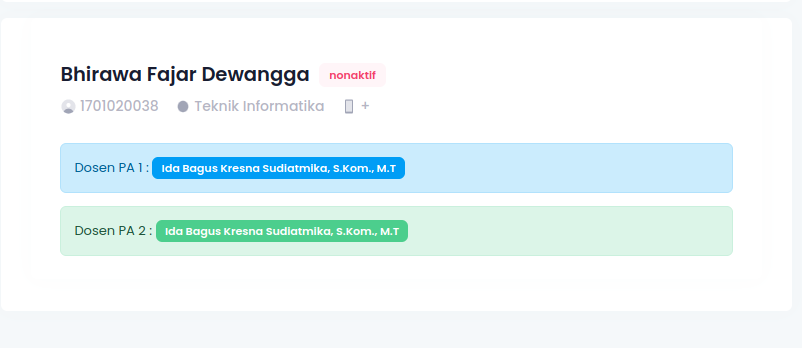 Bhirawa Fajar Dewangga nonaktif
1701020038 Teknik Informatika +
Dosen PA 1 : Ida Bagus Kresna Sudiatmika, S.Kom., M.T
Dosen PA 2 : Ida Bagus Kresna Sudiatmika, S.Kom., M.T